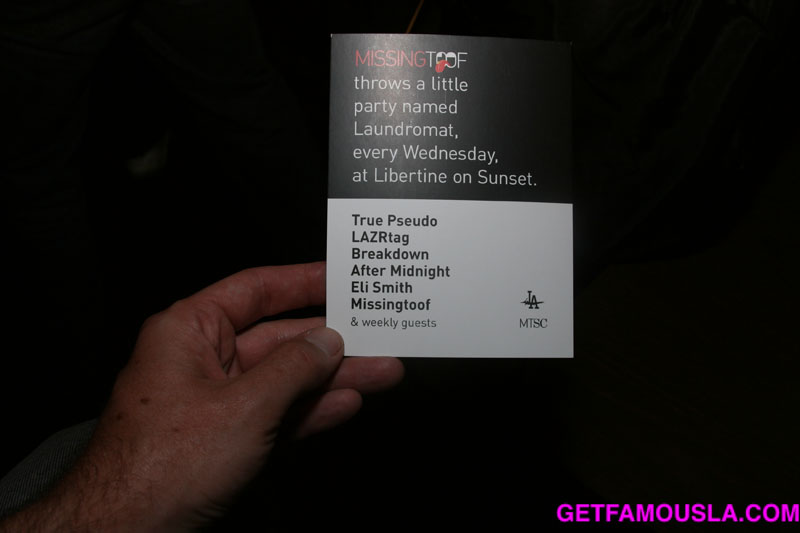 MISSINGTOOF
throws a little
party named
Laundromat,
every Wednesday,
at Libertine on Sunset.
True Pseudo
LAZRtag
Breakdown
After Midnight
Eli Smith
Missingtoof
& weekly guests
LA
MTSC
GETFAMOUSLA.COM